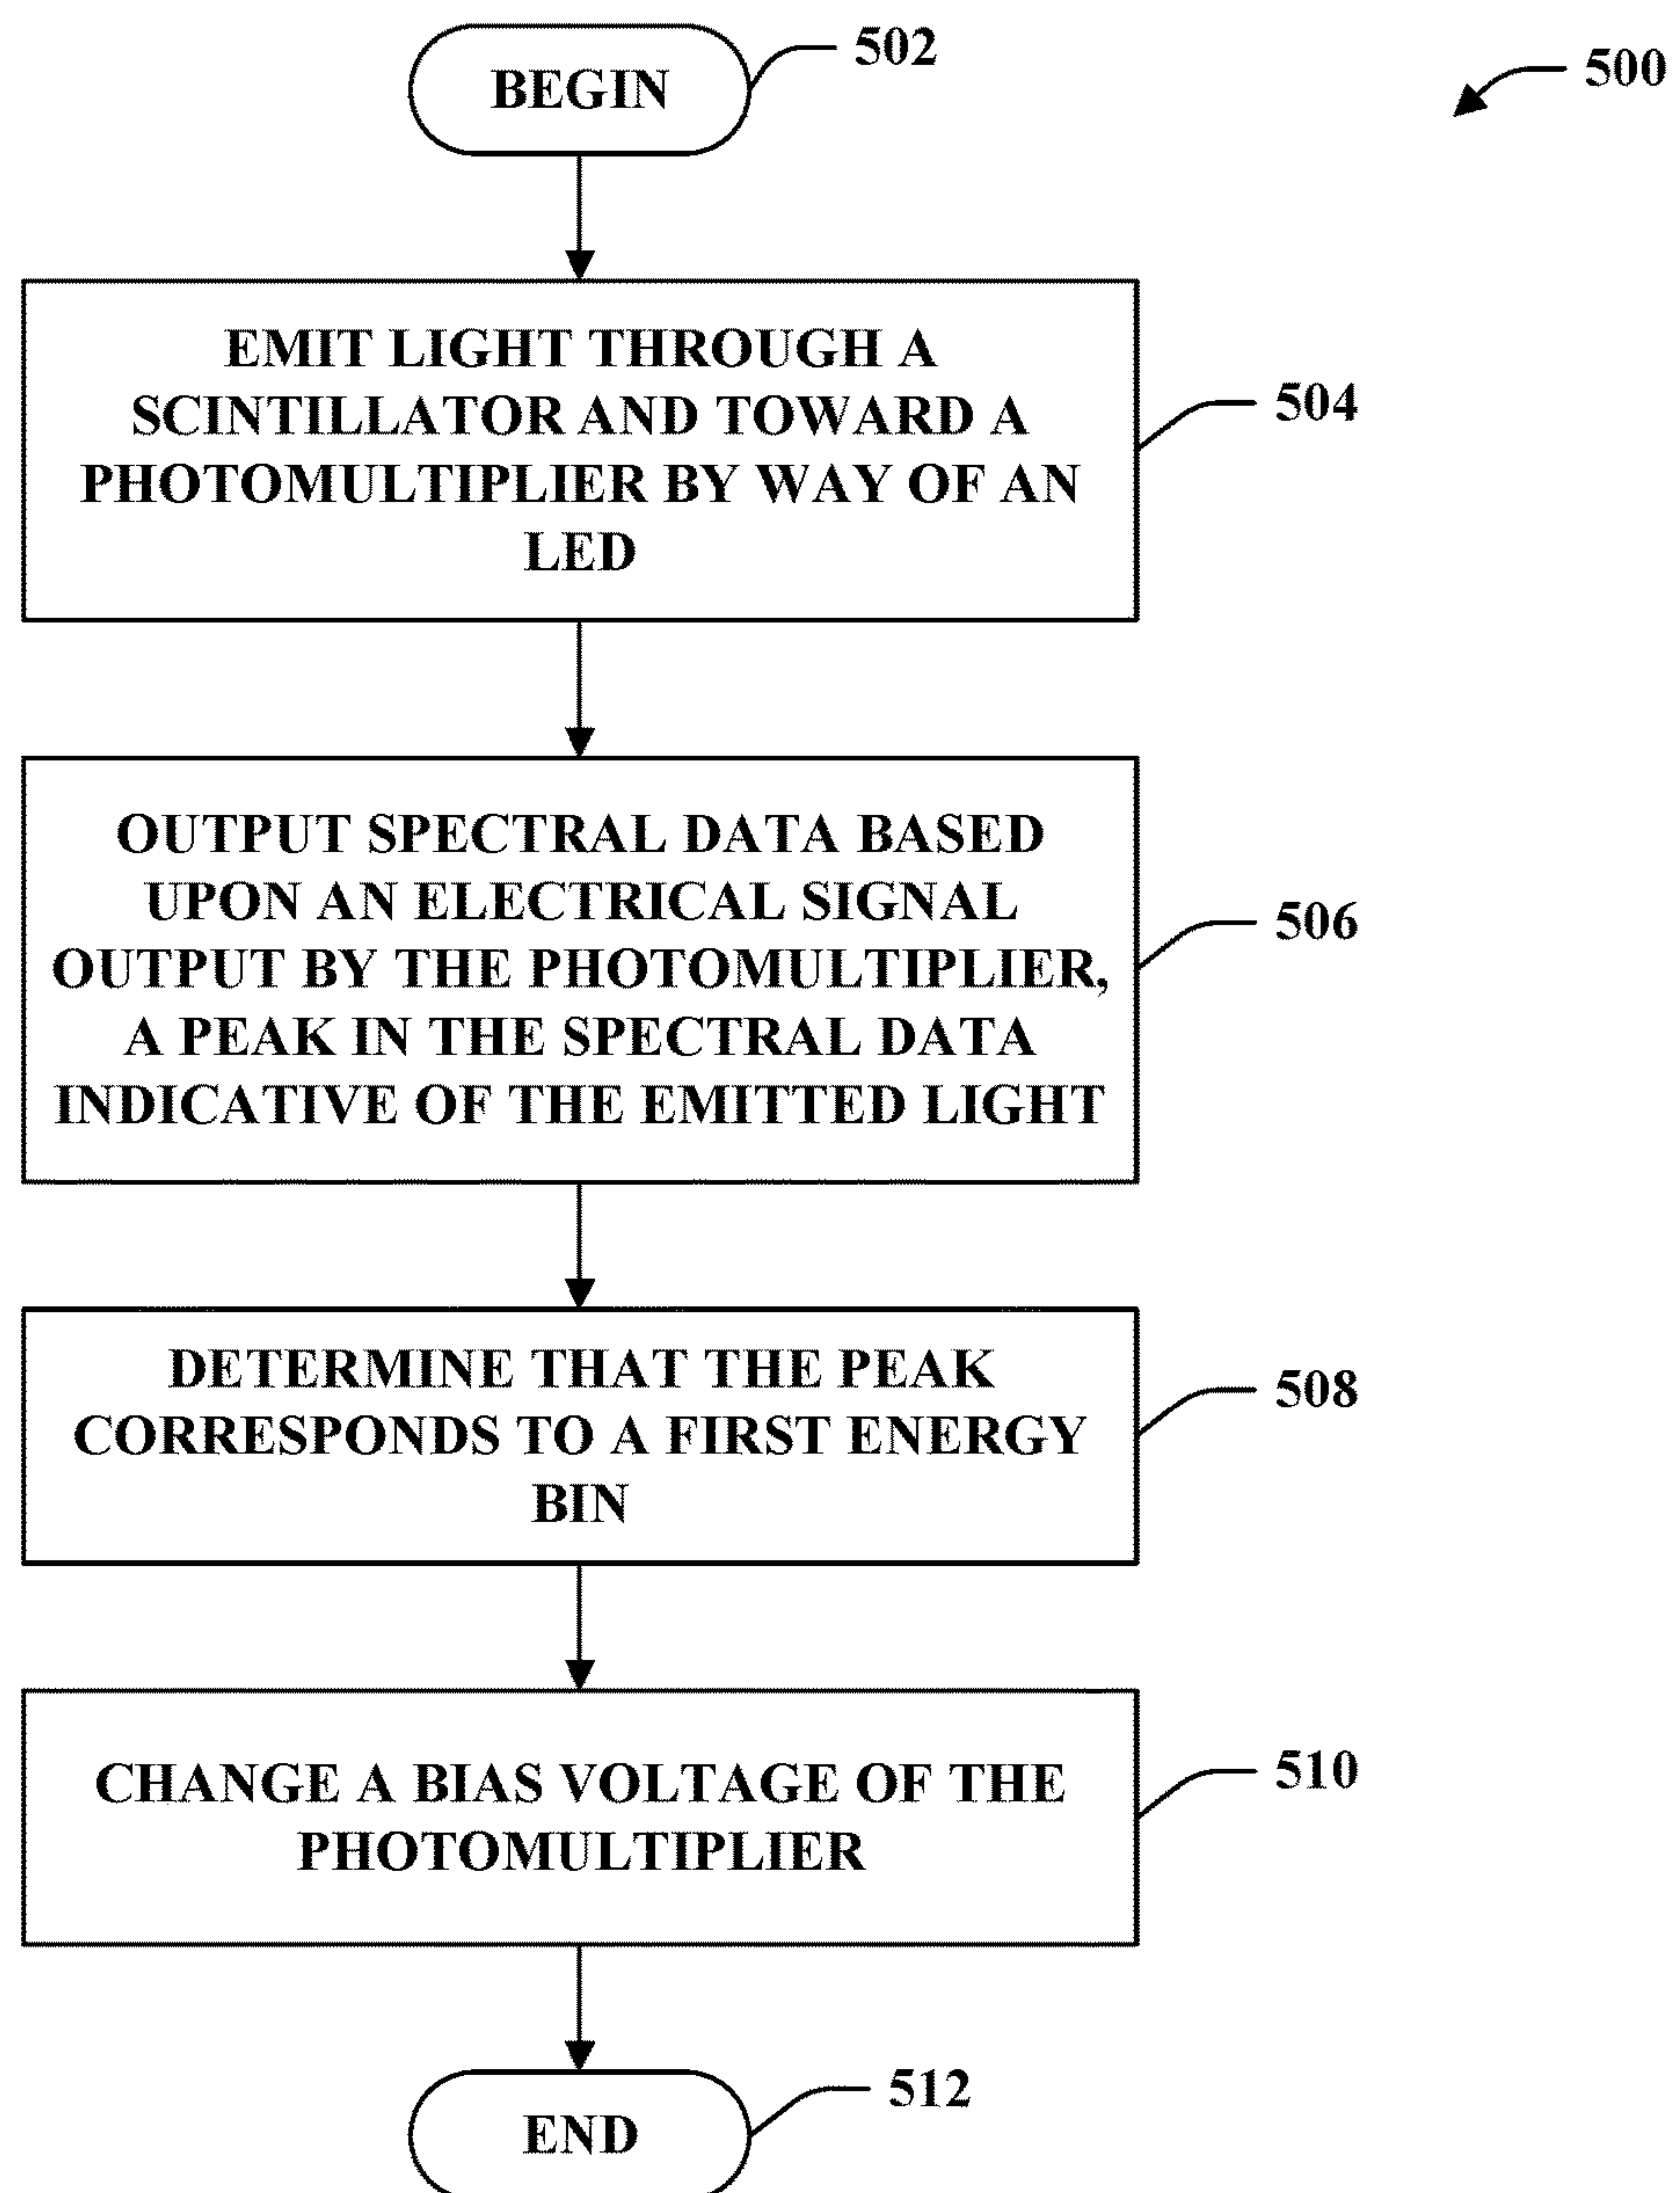 BEGIN
502
500
EMIT LIGHT THROUGH A
SCINTILLATOR AND TOWARD A
PHOTOMULTIPLIER BY WAY OF AN
LED
504
OUTPUT SPECTRAL DATA BASED
UPON AN ELECTRICAL SIGNAL
OUTPUT BY THE PHOTOMULTIPLIER,
A PEAK IN THE SPECTRAL DATA
INDICATIVE OF THE EMITTED LIGHT
506
DETERMINE THAT THE PEAK
CORRESPONDS TO A FIRST ENERGY
BIN
508
CHANGE A BIAS VOLTAGE OF THE
PHOTOMULTIPLIER
510
END
512